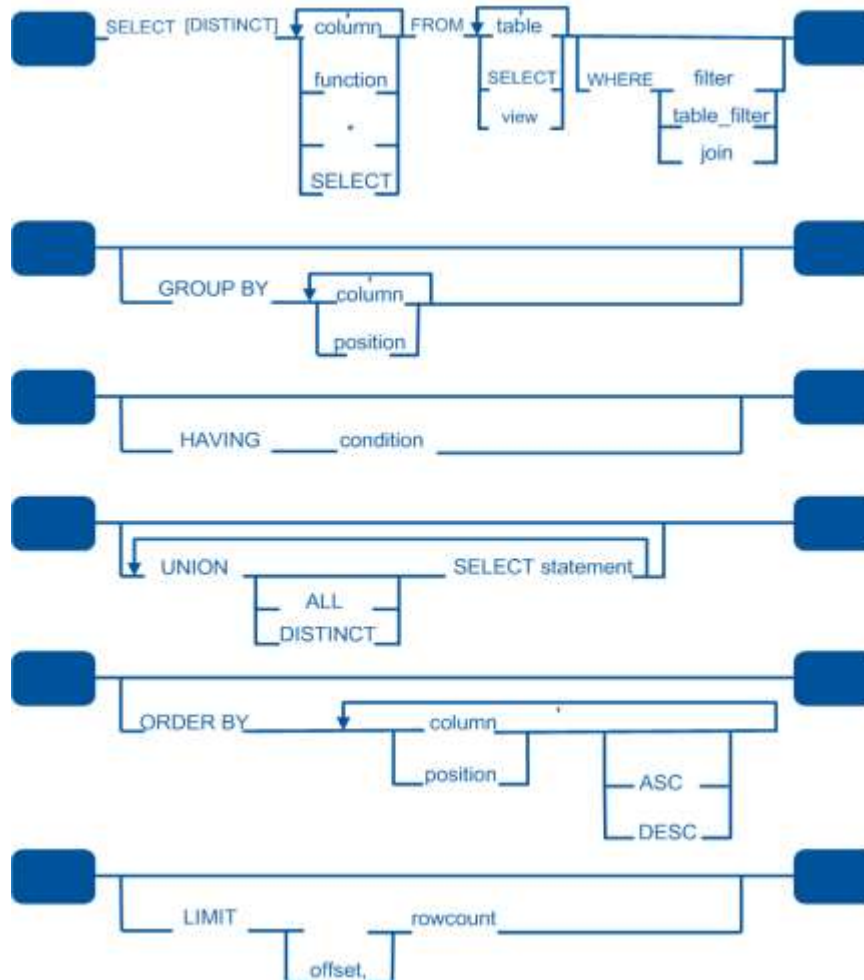 SELECT [DISTINCT] column FROM table
function SELECT WHERE filter
* view table_filter
SELECT join
GROUP BY column
position
HAVING condition
UNION SELECT statement
ALL
DISTINCT
ORDER BY column
position ASC
DESC
LIMIT rowcount
offset,